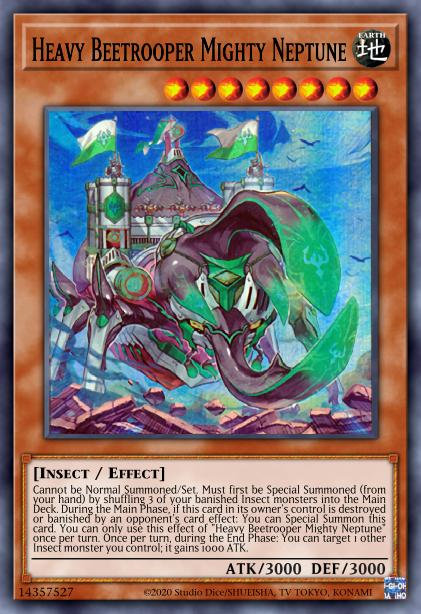 HEAVY BEETROOPER MIGHTY NEPTUNE
EARTH
地
[INSECT / EFFECT]
Cannot be Normal Summoned/Set. Must first be Special Summoned (from
your hand) by shuffling 3 of your banished Insect monsters into the Main
Deck. During the Main Phase, if this card in its owner's control is destroyed
or banished by an opponent's card effect: You can Special Summon this
card. You can only use this effect of "Heavy Beetrooper Mighty Neptune"
once per turn. Once per turn, during the End Phase: You can target 1 other
Insect monster you control; it gains 1000 ATK.
ATK/3000 DEF/3000
14357527
©2020 Studio Dice/SHUEISHA, TV TOKYO, KONAMI